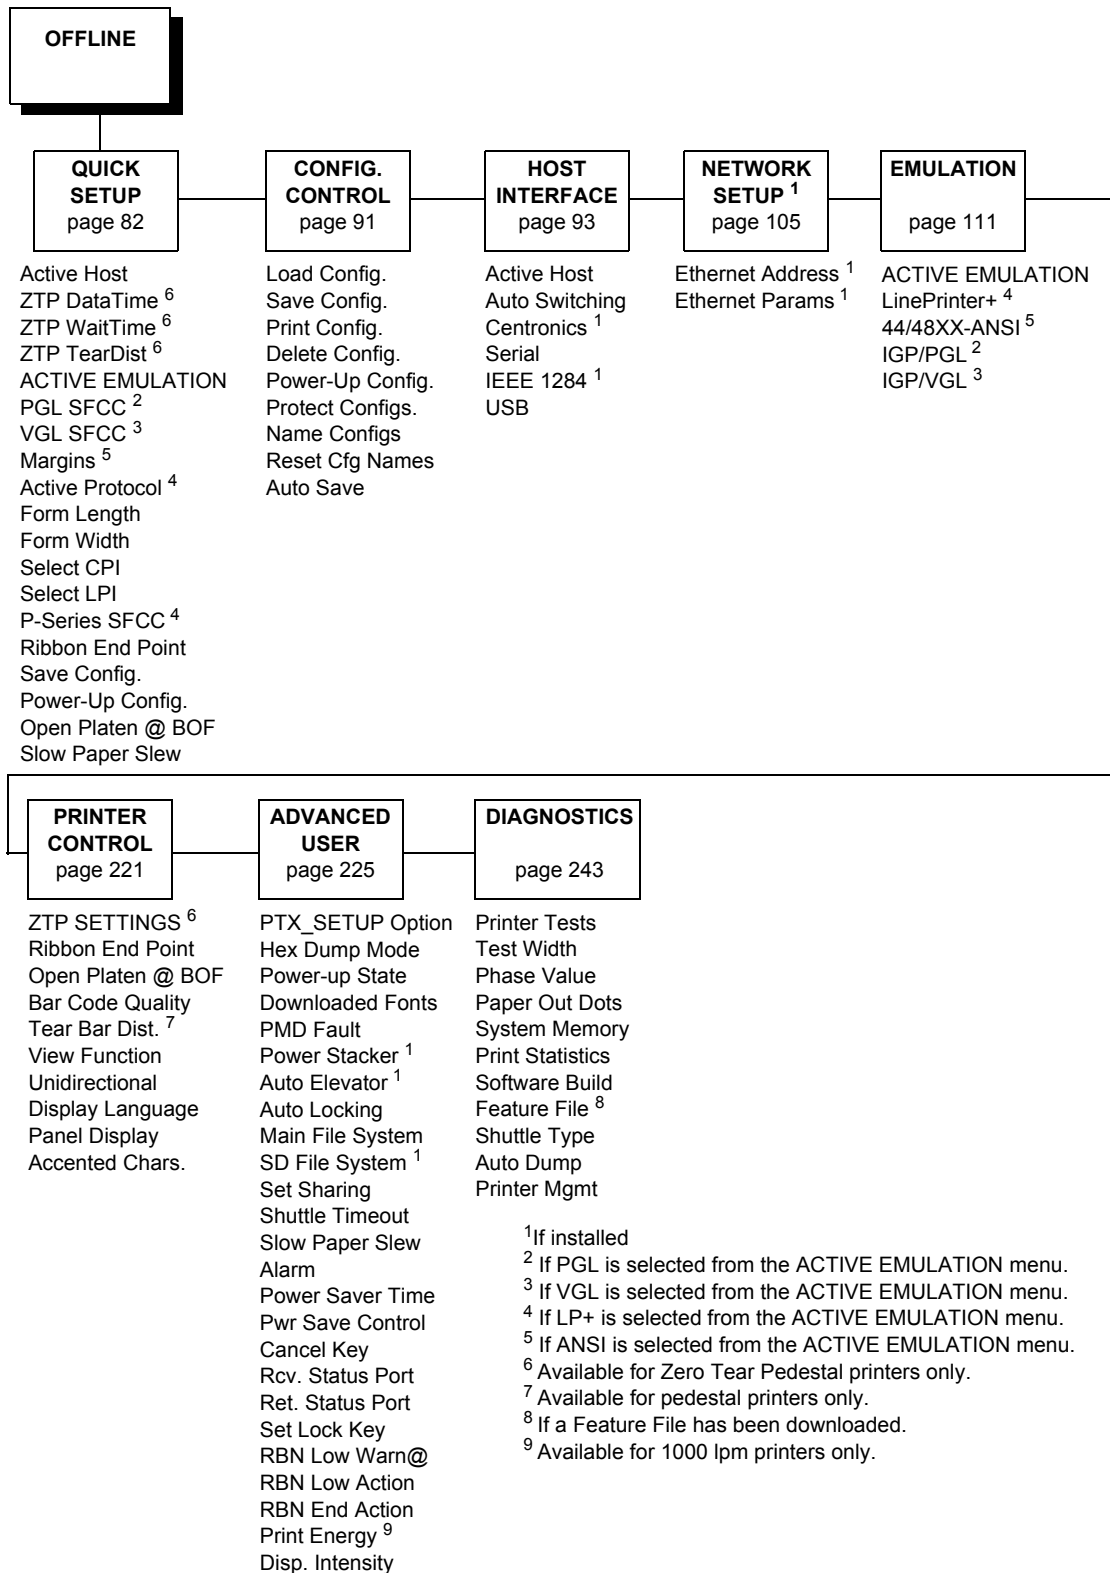 OFFLINE
QUICK
SETUP
page 82
Active Host
ZTP DataTime 6
ZTP WaitTime 6
ZTP TearDist 6
ACTIVE EMULATION
PGL SFCC 2
VGL SFCC 3
Margins 5
Active Protocol 4
Form Length
Form Width
Select CPI
Select LPI
P-Series SFCC 4
Ribbon End Point
Save Config.
Power-Up Config.
Open Platen @ BOF
Slow Paper Slew
CONFIG.
CONTROL
page 91
Load Config.
Save Config.
Print Config.
Delete Config.
Power-Up Config.
Protect Configs.
Name Configs
Reset Cfg Names
Auto Save
HOST
INTERFACE
page 93
Active Host
Auto Switching
Centronics 1
Serial
IEEE 1284 1
USB
NETWORK
SETUP 1
page 105
Ethernet Address 1
Ethernet Params 1
EMULATION
page 111
ACTIVE EMULATION
LinePrinter+ 4
44/48XX-ANSI 5
IGP/PGL 2
IGP/VGL 3
PRINTER
CONTROL
page 221
ZTP SETTINGS 6
Ribbon End Point
Open Platen @ BOF
Bar Code Quality
Tear Bar Dist. 7
View Function
Unidirectional
Display Language
Panel Display
Accented Chars.
ADVANCED
USER
page 225
PTX_SETUP Option
Hex Dump Mode
Power-up State
Downloaded Fonts
PMD Fault
Power Stacker 1
Auto Elevator 1
Auto Locking
Main File System
SD File System 1
Set Sharing
Shuttle Timeout
Slow Paper Slew
Alarm
Power Saver Time
Pwr Save Control
Cancel Key
Rcv. Status Port
Ret. Status Port
Set Lock Key
RBN Low Warn@
RBN Low Action
RBN End Action
Print Energy 9
Disp. Intensity
DIAGNOSTICS
page 243
Printer Tests
Test Width
Phase Value
Paper Out Dots
System Memory
Print Statistics
Software Build
Feature File 8
Shuttle Type
Auto Dump
Printer Mgmt
1If installed
2 If PGL is selected from the ACTIVE EMULATION menu.
3 If VGL is selected from the ACTIVE EMULATION menu.
4 If LP+ is selected from the ACTIVE EMULATION menu.
5 If ANSI is selected from the ACTIVE EMULATION menu.
6 Available for Zero Tear Pedestal printers only.
7 Available for pedestal printers only.
8 If a Feature File has been downloaded.
9 Available for 1000 lpm printers only.